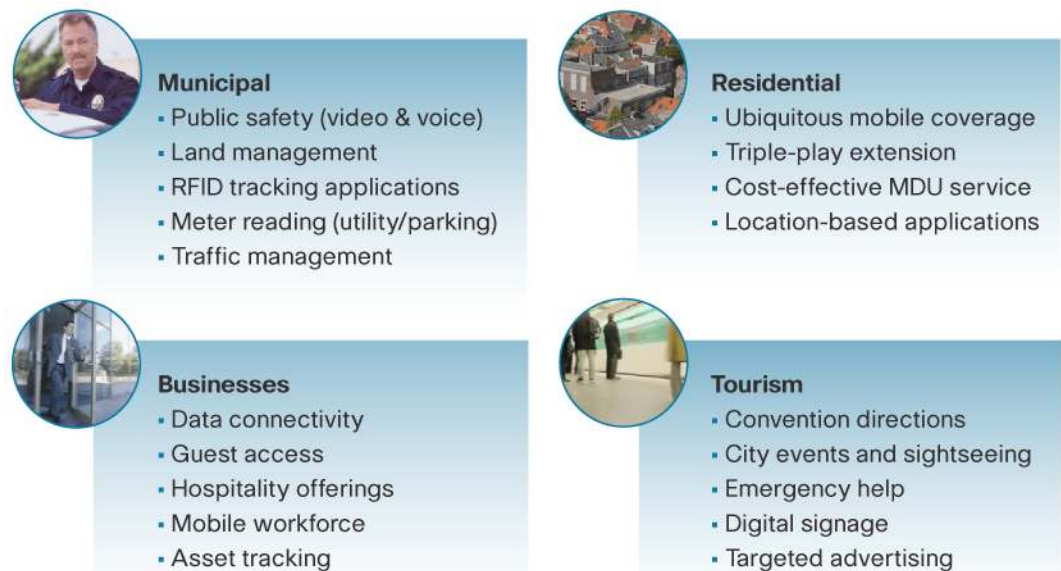 Municipal
▪ Public safety (video & voice)
▪ Land management
▪ RFID tracking applications
▪ Meter reading (utility/parking)
▪ Traffic management
Residential
▪ Ubiquitous mobile coverage
▪ Triple-play extension
▪ Cost-effective MDU service
▪ Location-based applications
Businesses
▪ Data connectivity
▪ Guest access
▪ Hospitality offerings
▪ Mobile workforce
▪ Asset tracking
Tourism
▪ Convention directions
▪ City events and sightseeing
▪ Emergency help
▪ Digital signage
▪ Targeted advertising